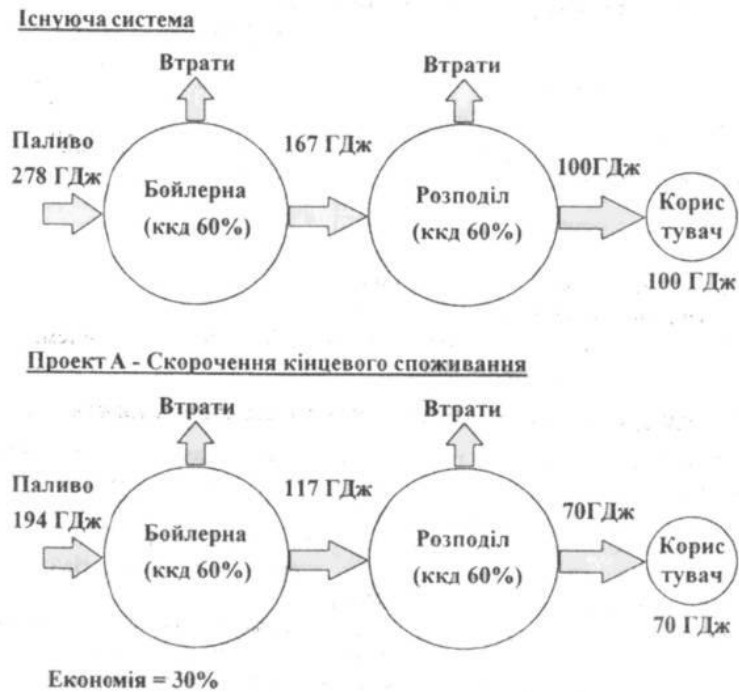 Існуюча система
Втрати
Втрати
Паливо
278 ГДж
167 ГДж
100ГДж
Бойлерна
(ккд 60%)
Розподіл
(ккд 60%)
Корис
тувач
100 ГДж
Проект А - Скорочення кінцевого споживання
Втрати
Втрати
Паливо
194 ГДж
117 ГДж
70ГДж
Бойлерна
(ккд 60%)
Розподіл
(ккд 60%)
Корис
тувач
70 ГДж
Економія = 30%